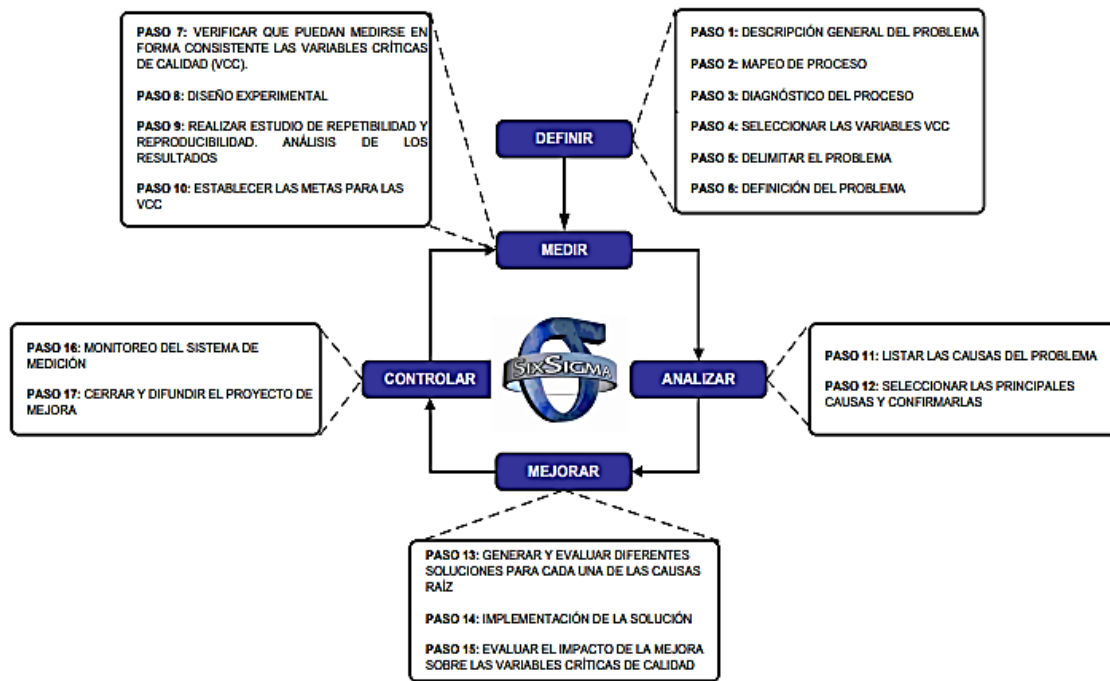 PASO 7: VERIFICAR QUE PUEDAN MEDIRSE EN
FORMA CONSISTENTE LAS VARIABLES CRÍTICAS
DE CALIDAD (VCC).
PASO 8: DISEÑO EXPERIMENTAL
PASO 9: REALIZAR ESTUDIO DE REPETIBILIDAD Y
REPRODUCIBILIDAD. ANÁLISIS DE LOS
RESULTADOS
PASO 10: ESTABLECER LAS METAS PARA LAS
VCC
DEFINIR
PASO 1: DESCRIPCIÓN GENERAL DEL PROBLEMA
PASO 2: MAPEO DE PROCESO
PASO 3: DIAGNÓSTICO DEL PROCESO
PASO 4: SELECCIONAR LAS VARIABLES VCC
PASO 5: DELIMITAR EL PROBLEMA
PASO 6: DEFINICIÓN DEL PROBLEMA
MEDIR
PASO 16: MONITOREO DEL SISTEMA DE
MEDICIÓN
PASO 17: CERRAR Y DIFUNDIR EL PROYECTO DE
MEJORA
CONTROLAR
SIXSIGMA
ANALIZAR
PASO 11: LISTAR LAS CAUSAS DEL PROBLEMA
PASO 12: SELECCIONAR LAS PRINCIPALES
CAUSAS Y CONFIRMARLAS
MEJORAR
PASO 13: GENERAR Y EVALUAR DIFERENTES
SOLUCIONES PARA CADA UNA DE LAS CAUSAS
RAÍZ
PASO 14: IMPLEMENTACIÓN DE LA SOLUCIÓN
PASO 15: EVALUAR EL IMPACTO DE LA MEJORA
SOBRE LAS VARIABLES CRÍTICAS DE CALIDAD